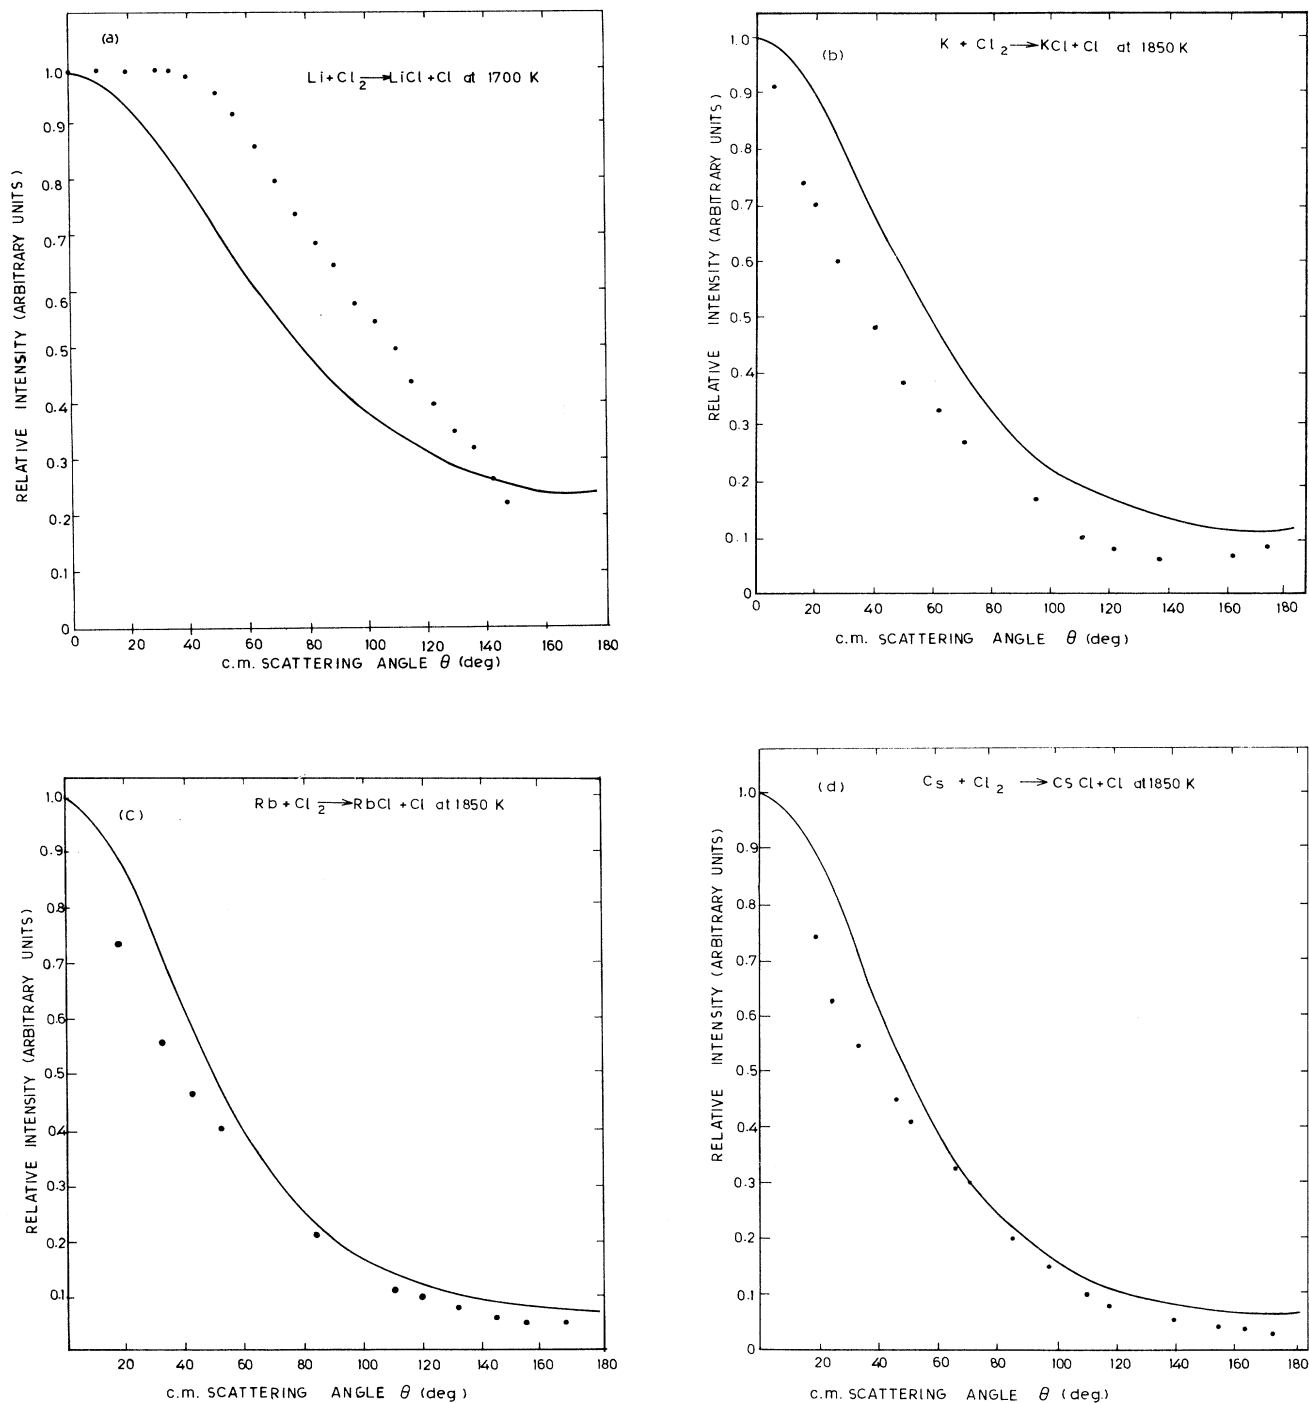 (a)
Li+Cl2→LiCl+Cl at 1700 K
1.0
0.9
0.8
0.7
0.6
0.5
0.4
0.3
0.2
0.1
0
RELATIVE INTENSITY (ARBITRARY UNITS)
0 20 40 60 80 100 120 140 160 180
c.m. SCATTERING ANGLE θ (deg)
(b)
K + Cl2→KCl+Cl at 1850 K
1.0
0.9
0.8
0.7
0.6
0.5
0.4
0.3
0.2
0.1
0
RELATIVE INTENSITY (ARBITRARY UNITS)
0 20 40 60 80 100 120 140 160 180
c.m. SCATTERING ANGLE θ (deg)
(c)
Rb+Cl2→RbCl+Cl at 1850 K
1.0
0.9
0.8
0.7
0.6
0.5
0.4
0.3
0.2
0.1
RELATIVE INTENSITY (ARBITRARY UNITS)
20 40 60 80 100 120 140 160 180
c.m. SCATTERING ANGLE θ (deg)
(d)
Cs + Cl2 → CS Cl+Cl at 1850 K
1.0
0.9
0.8
0.7
0.6
0.5
0.4
0.3
0.2
0.1
0
RELATIVE INTENSITY (ARBITRARY UNITS)
20 40 60 80 100 120 140 160 180
c.m. SCATTERING ANGLE θ (deg.)